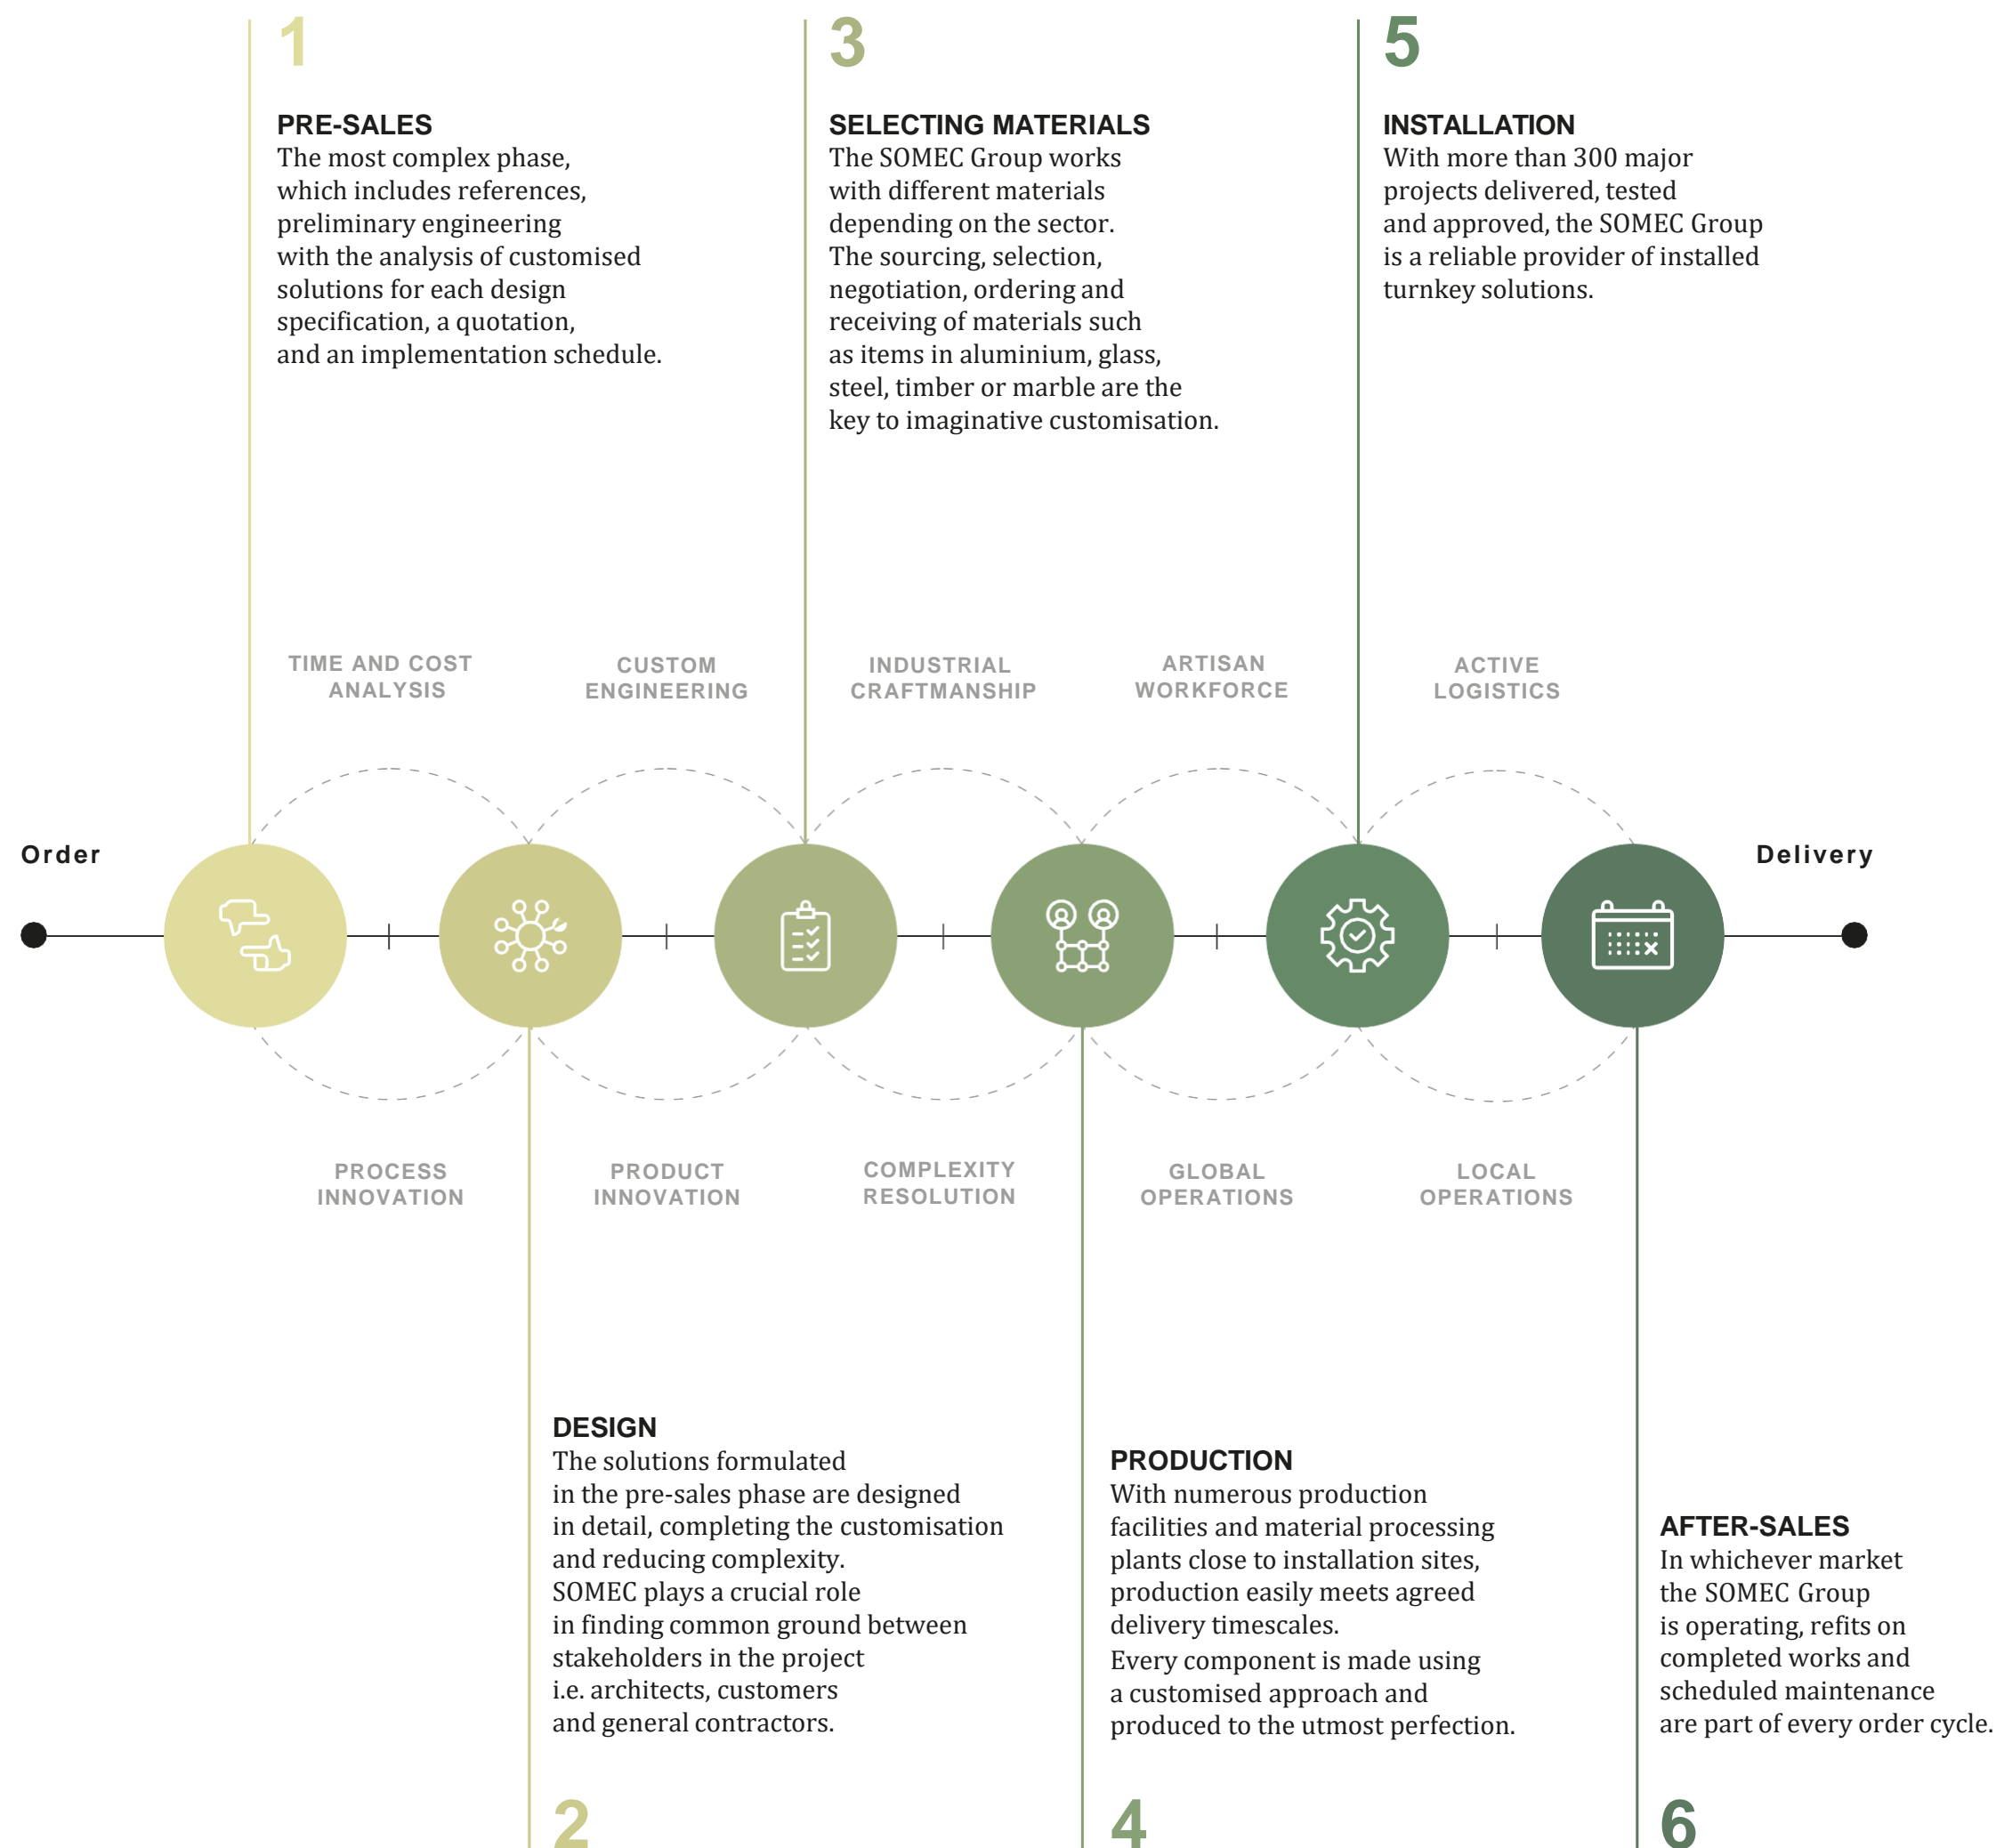 1
PRE-SALES
The most complex phase,
which includes references,
preliminary engineering
with the analysis of customised
solutions for each design
specification, a quotation,
and an implementation schedule.
3
SELECTING MATERIALS
The SOMEC Group works
with different materials
depending on the sector.
The sourcing, selection,
negotiation, ordering and
receiving of materials such
as items in aluminium, glass,
steel, timber or marble are the
key to imaginative customisation.
5
INSTALLATION
With more than 300 major
projects delivered, tested
and approved, the SOMEC Group
is a reliable provider of installed
turnkey solutions.
TIME AND COST
ANALYSIS
CUSTOM
ENGINEERING
INDUSTRIAL
CRAFTMANSHIP
ARTISAN
WORKFORCE
ACTIVE
LOGISTICS
Order
Delivery
PROCESS
INNOVATION
PRODUCT
INNOVATION
COMPLEXITY
RESOLUTION
GLOBAL
OPERATIONS
LOCAL
OPERATIONS
DESIGN
The solutions formulated
in the pre-sales phase are designed
in detail, completing the customisation
and reducing complexity.
SOMEC plays a crucial role
in finding common ground between
stakeholders in the project
i.e. architects, customers
and general contractors.
2
PRODUCTION
With numerous production
facilities and material processing
plants close to installation sites,
production easily meets agreed
delivery timescales.
Every component is made using
a customised approach and
produced to the utmost perfection.
4
AFTER-SALES
In whichever market
the SOMEC Group
is operating, refits on
completed works and
scheduled maintenance
are part of every order cycle.
6